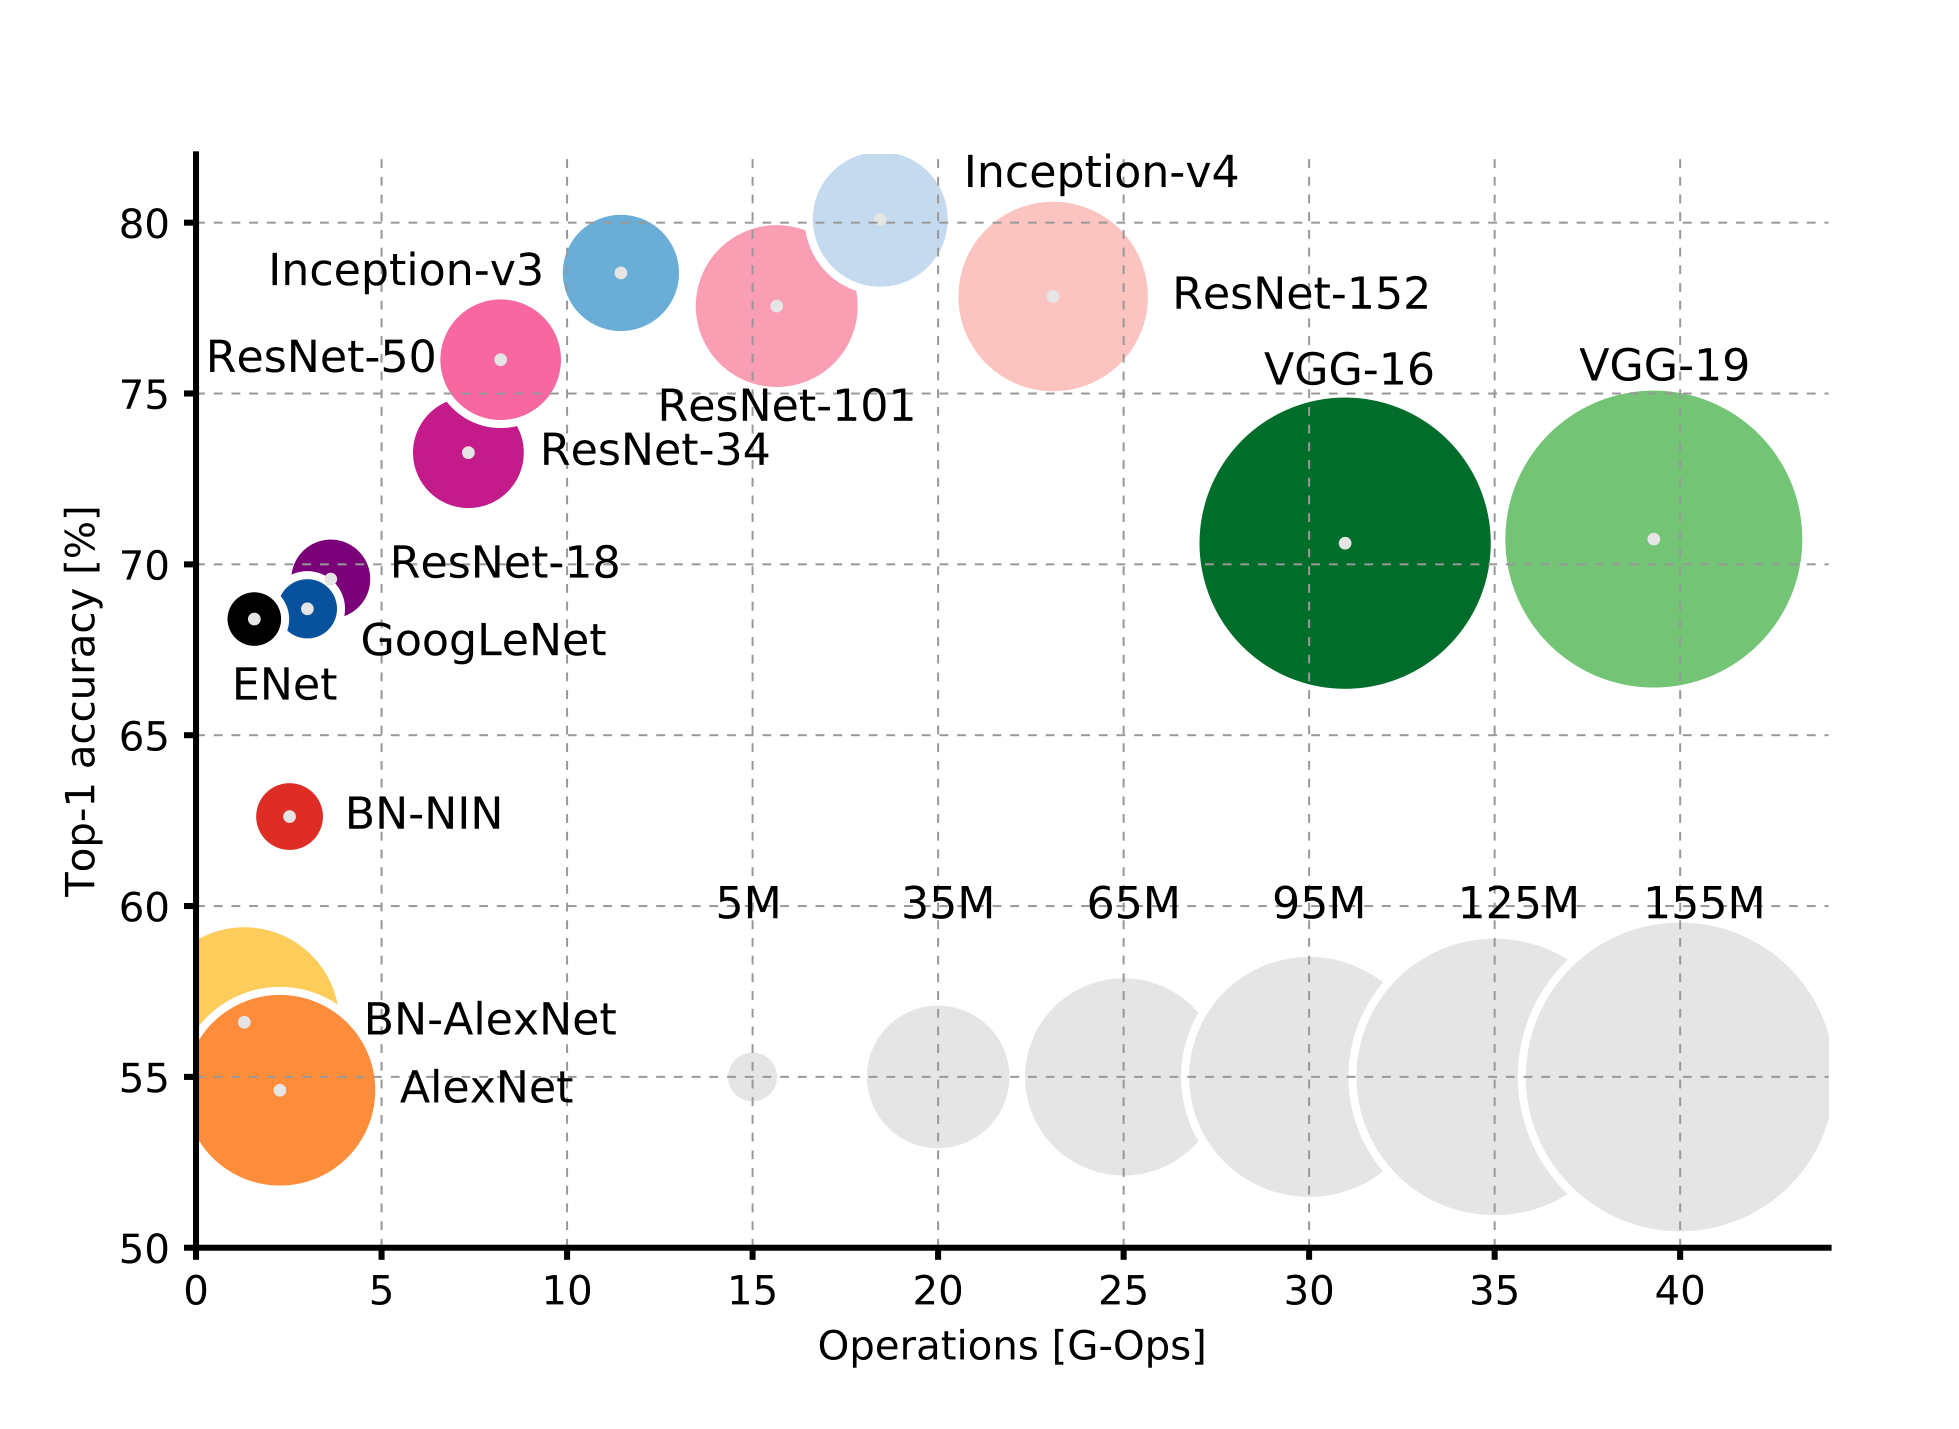 Inception-v4
80
Inception-v3
ResNet-152
ResNet-50
VGG-16
VGG-19
75
ResNet-101
ResNet-34
70
ResNet-18
GoogLeNet
ENet
Top-1 accuracy [%]
65
BN-NIN
60
5M 35M 65M 95M 125M 155M
BN-AlexNet
55
AlexNet
50
0 5 10 15 20 25 30 35 40
Operations [G-Ops]